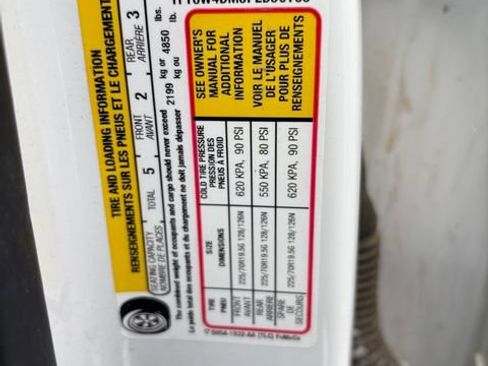 TIRE AND LOADING INFORMATION
RENSEIGNEMENTS SUR LES PNEUS ET LE CHARGEMENT
SEATING CAPACITY TOTAL 5 FRONT 2 REAR 3
NOMBRE DE PLACES AVANT ARRIÈRE
The combined weight of occupants and cargo should never exceed 2199 kg or 4850 lbs.
Le poids total des occupants et du chargement ne doit jamais dépasser kg ou lb.
TIRE SIZE COLD TIRE PRESSURE
PNEU DIMENSIONS PRESSION DES PNEUS À FROID
FRONT 225/70R19.5G 128/126N 620 KPA, 90 PSI
AVANT
REAR 225/70R19.5G 128/126N 550 KPA, 80 PSI
ARRIÈRE
SPARE 225/70R19.5G 128/126N 620 KPA, 90 PSI
DE SECOURS
SEE OWNER'S
MANUAL FOR
ADDITIONAL
INFORMATION
VOIR LE MANUEL
DE L'USAGER
POUR PLUS DE
RENSEIGNEMENTS